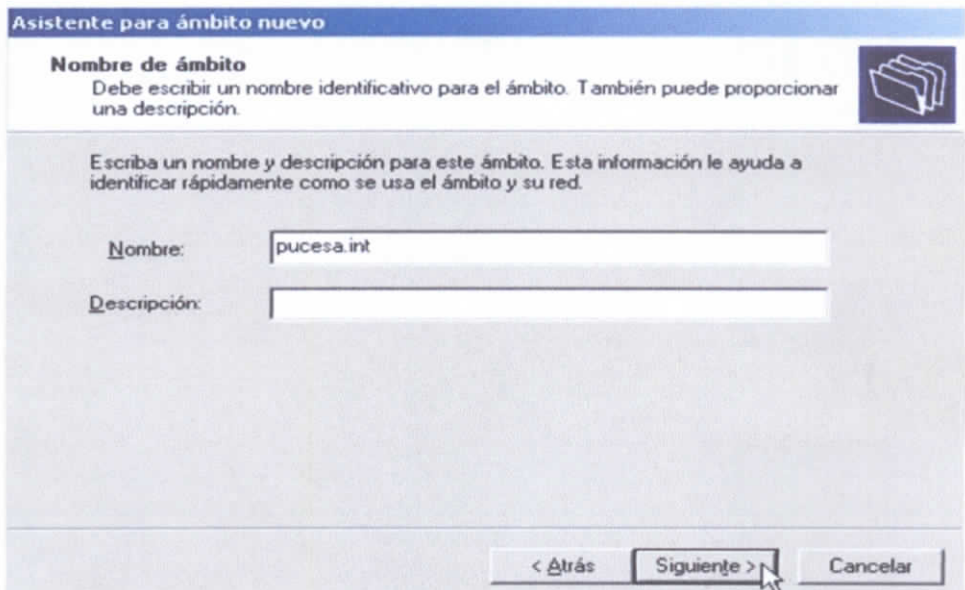 Asistente para ámbito nuevo
Nombre de ámbito
Debe escribir un nombre identificativo para el ámbito. También puede proporcionar
una descripción.
Escriba un nombre y descripción para este ámbito. Esta información le ayuda a
identificar rápidamente como se usa el ámbito y su red.
Nombre: pucesa.int
Descripción:
< Atrás Siguiente > Cancelar